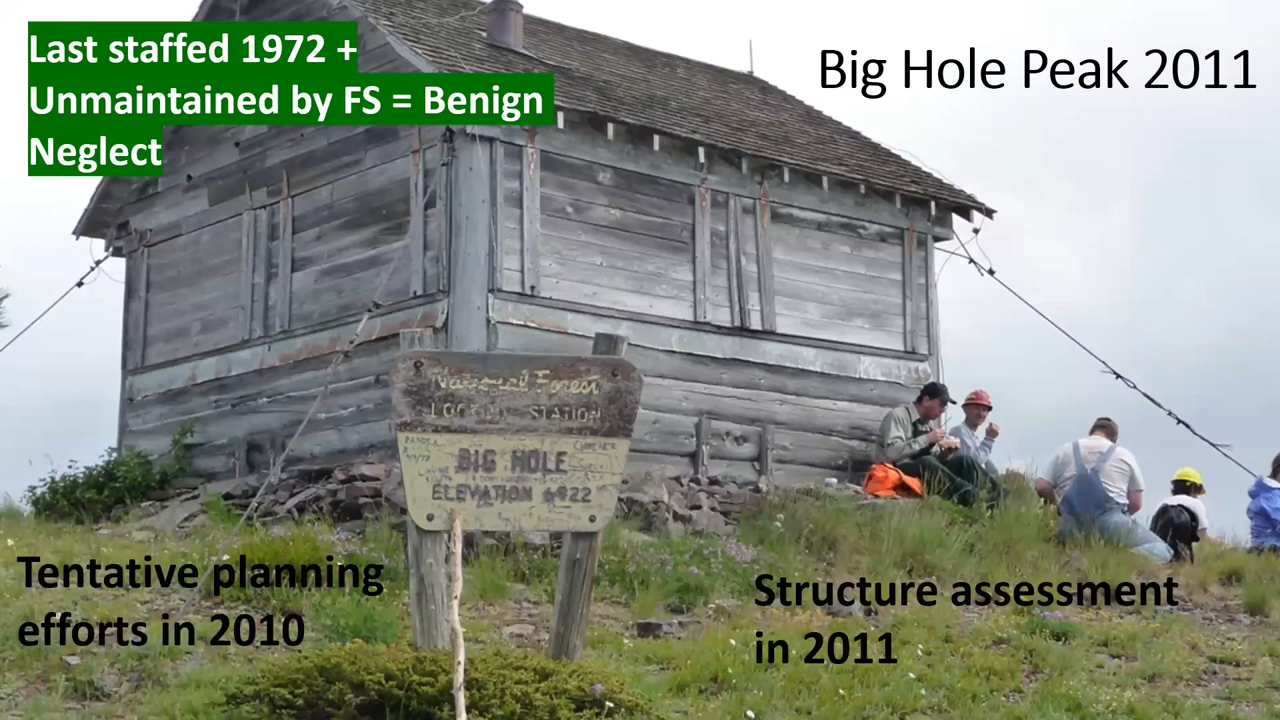 Last staffed 1972 +
Unmaintained by FS = Benign
Neglect
Big Hole Peak 2011
National Forest
LOOKOUT STATION
BIG HOLE
ELEVATION 6922
Tentative planning
efforts in 2010
Structure assessment
in 2011